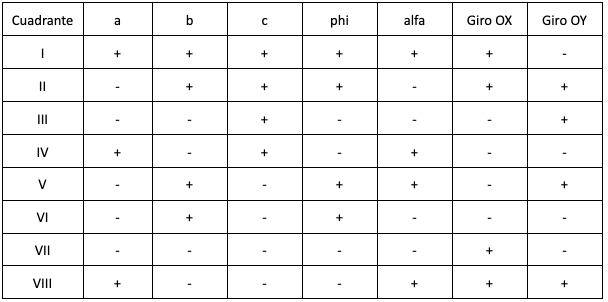 Cuadrante a b c phi alfa Giro OX Giro OY
I + + + + + + -
II - + + + - + +
III - - + - - - +
IV + - + - + - -
V - + - + + - +
VI - + - + - - -
VII - - - - - + -
VIII + - - - + + +